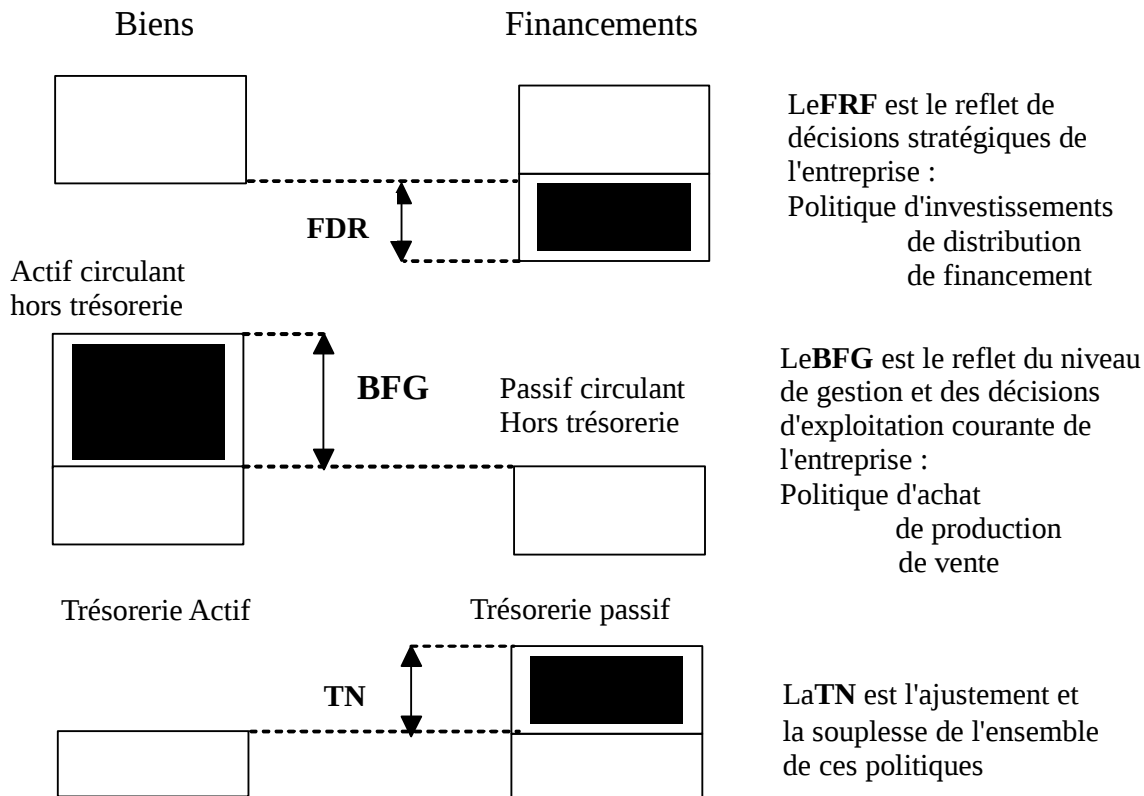 Biens
Financements
LeFRF est le reflet de
décisions stratégiques de
l'entreprise :
Politique d'investissements
de distribution
de financement
FDR
Actif circulant
hors trésorerie
BFG
Passif circulant
Hors trésorerie
LeBFG est le reflet du niveau
de gestion et des décisions
d'exploitation courante de
l'entreprise :
Politique d'achat
de production
de vente
Trésorerie Actif
Trésorerie passif
TN
LaTN est l'ajustement et
la souplesse de l'ensemble
de ces politiques